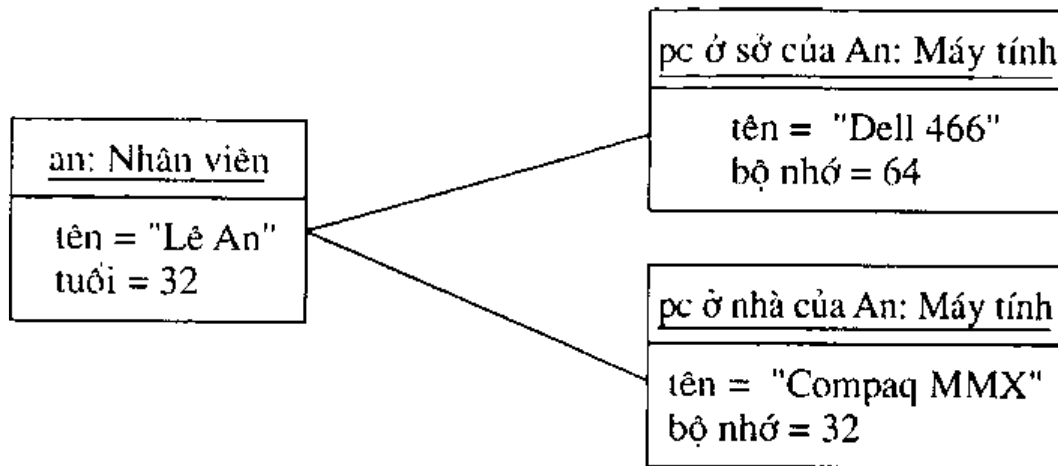 an: Nhân viên
tên = "Lê An"
tuổi = 32
pc ở sở của An: Máy tính
tên = "Dell 466"
bộ nhớ = 64
pc ở nhà của An: Máy tính
tên = "Compaq MMX"
bộ nhớ = 32